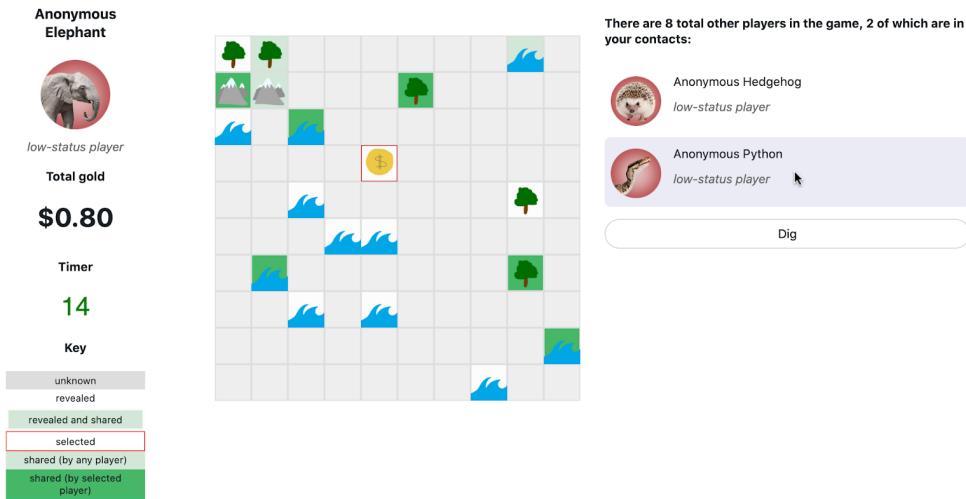 Anonymous
Elephant
low-status player
Total gold
$0.80
Timer
14
Key
unknown
revealed
revealed and shared
selected
shared (by any player)
shared (by selected
player)
$
There are 8 total other players in the game, 2 of which are in
your contacts:
Anonymous Hedgehog
low-status player
Anonymous Python
low-status player
Dig